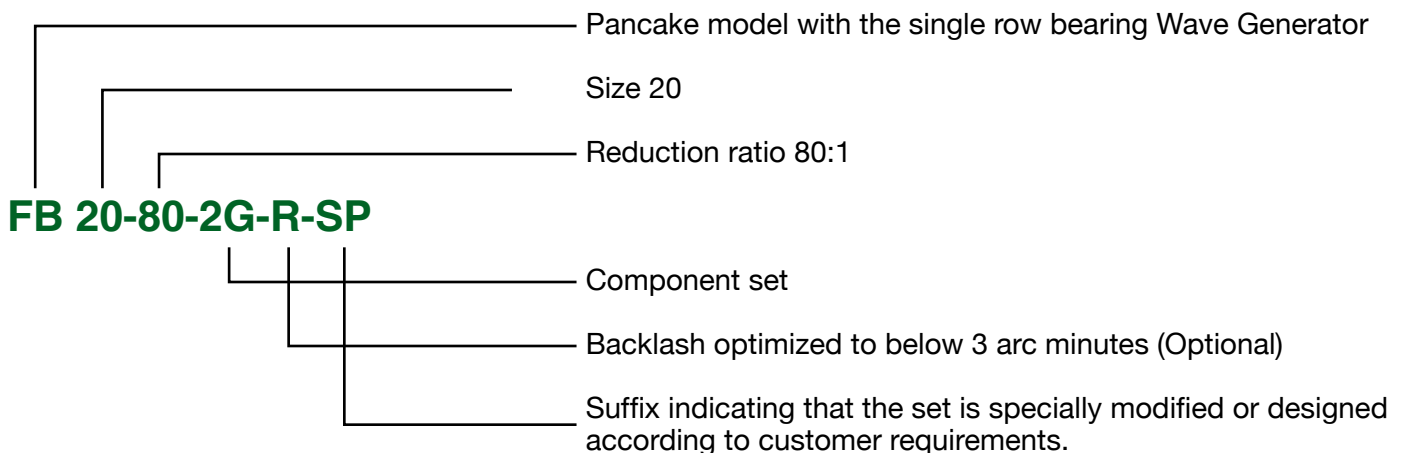 Pancake model with the single row bearing Wave Generator
Size 20
Reduction ratio 80:1
FB 20-80-2G-R-SP
Component set
Backlash optimized to below 3 arc minutes (Optional)
Suffix indicating that the set is specially modified or designed
according to customer requirements.